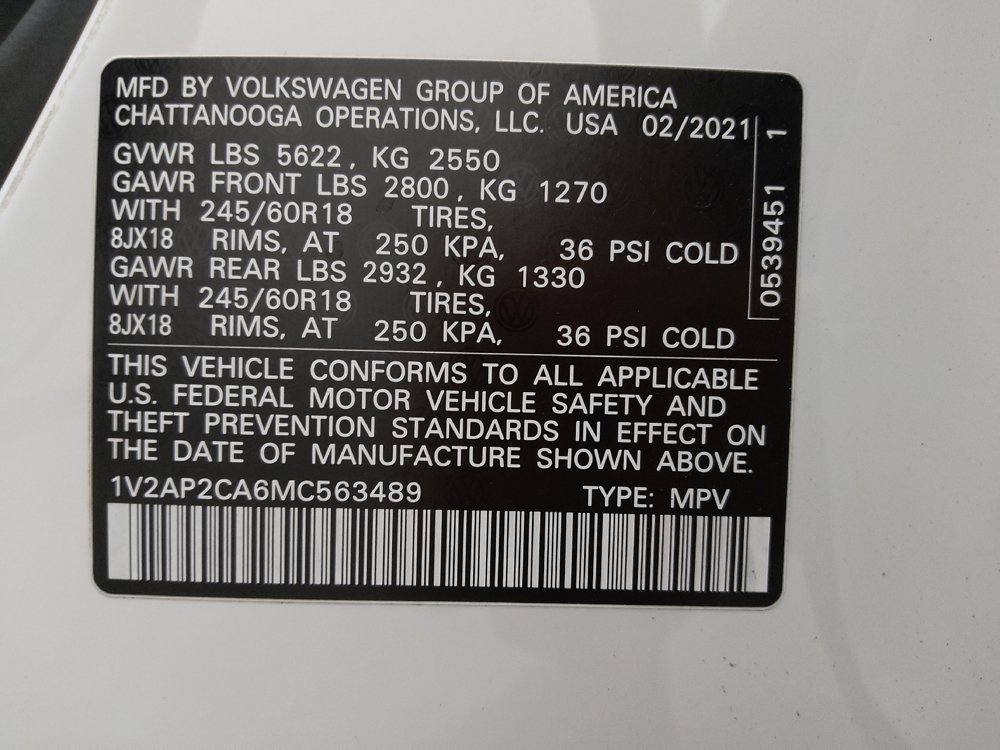 MFD BY VOLKSWAGEN GROUP OF AMERICA
CHATTANOOGA OPERATIONS, LLC. USA 02/2021
GVWR LBS 5622, KG 2550
GAWR FRONT LBS 2800, KG 1270
WITH 245/60R18 TIRES,
8JX18 RIMS, AT 250 KPA, 36 PSI COLD
GAWR REAR LBS 2932, KG 1330
WITH 245/60R18 TIRES,
8JX18 RIMS, AT 250 KPA, 36 PSI COLD
0539451 1
THIS VEHICLE CONFORMS TO ALL APPLICABLE
U.S. FEDERAL MOTOR VEHICLE SAFETY AND
THEFT PREVENTION STANDARDS IN EFFECT ON
THE DATE OF MANUFACTURE SHOWN ABOVE.
1V2AP2CA6MC563489 TYPE: MPV